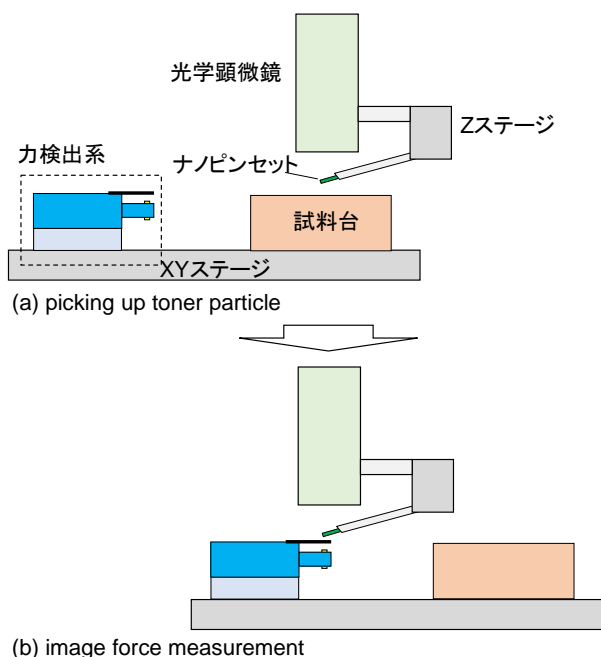 光学顕微鏡
Zステージ
力検出系
ナノピンセット
試料台
XYステージ
(a) picking up toner particle
(b) image force measurement